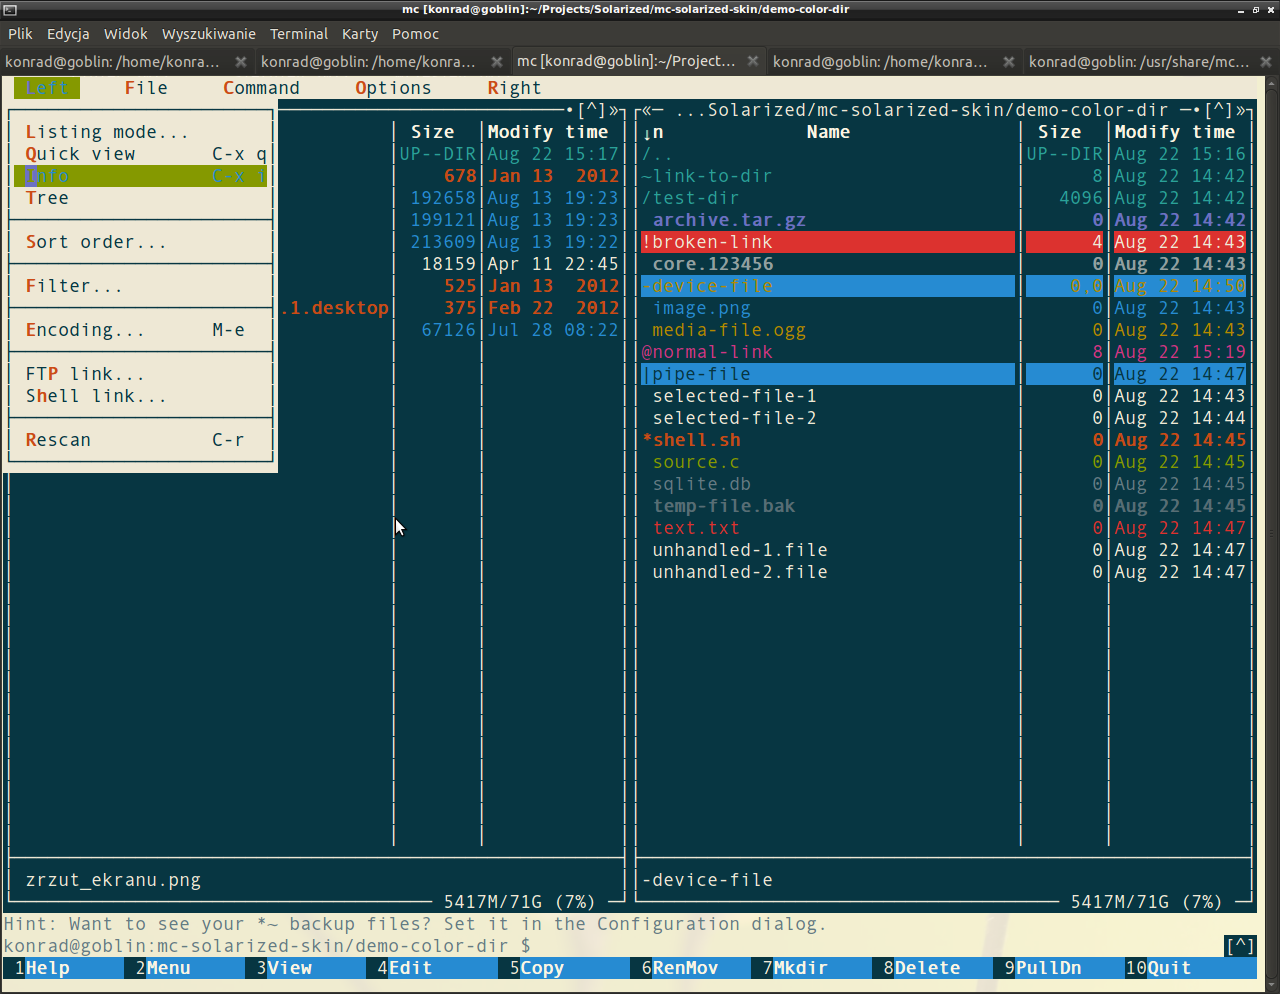 mc [konrad@goblin]:~/Projects/Solarized/mc-solarized-skin/demo-color-dir
Plik Edycja Widok Wyszukiwanie Terminal Karty Pomoc
konrad@goblin: /home/konra... konrad@goblin: /home/konra... mc [konrad@goblin]:~/Project... konrad@goblin: /home/konra... konrad@goblin: /usr/share/mc...
Left File Command Options Right
Listing mode...
Quick view C-x q
Info C-x i
Tree
Sort order...
Filter...
Encoding... M-e
FTP link...
Shell link...
Rescan C-r
•[^]»
Size Modify time
UP--DIR Aug 22 15:17
678 Jan 13 2012
192658 Aug 13 19:23
199121 Aug 13 19:23
213609 Aug 13 19:22
18159 Apr 11 22:45
525 Jan 13 2012
.1.desktop 375 Feb 22 2012
67126 Jul 28 08:22
zrzut_ekranu.png
5417M/71G (7%)
«─ ...Solarized/mc-solarized-skin/demo-color-dir ─•[^]»
↓n Name Size Modify time
/.. UP--DIR Aug 22 15:16
~link-to-dir 8 Aug 22 14:42
/test-dir 4096 Aug 22 14:42
archive.tar.gz 0 Aug 22 14:42
!broken-link 4 Aug 22 14:43
core.123456 0 Aug 22 14:43
-device-file 0,0 Aug 22 14:50
image.png 0 Aug 22 14:43
media-file.ogg 0 Aug 22 14:43
@normal-link 8 Aug 22 15:19
|pipe-file 0 Aug 22 14:47
selected-file-1 0 Aug 22 14:43
selected-file-2 0 Aug 22 14:44
*shell.sh 0 Aug 22 14:45
source.c 0 Aug 22 14:45
sqlite.db 0 Aug 22 14:45
temp-file.bak 0 Aug 22 14:45
text.txt 0 Aug 22 14:47
unhandled-1.file 0 Aug 22 14:47
unhandled-2.file 0 Aug 22 14:47
-device-file
5417M/71G (7%)
Hint: Want to see your *~ backup files? Set it in the Configuration dialog.
konrad@goblin:mc-solarized-skin/demo-color-dir $ [^]
1Help 2Menu 3View 4Edit 5Copy 6RenMov 7Mkdir 8Delete 9PullDn 10Quit